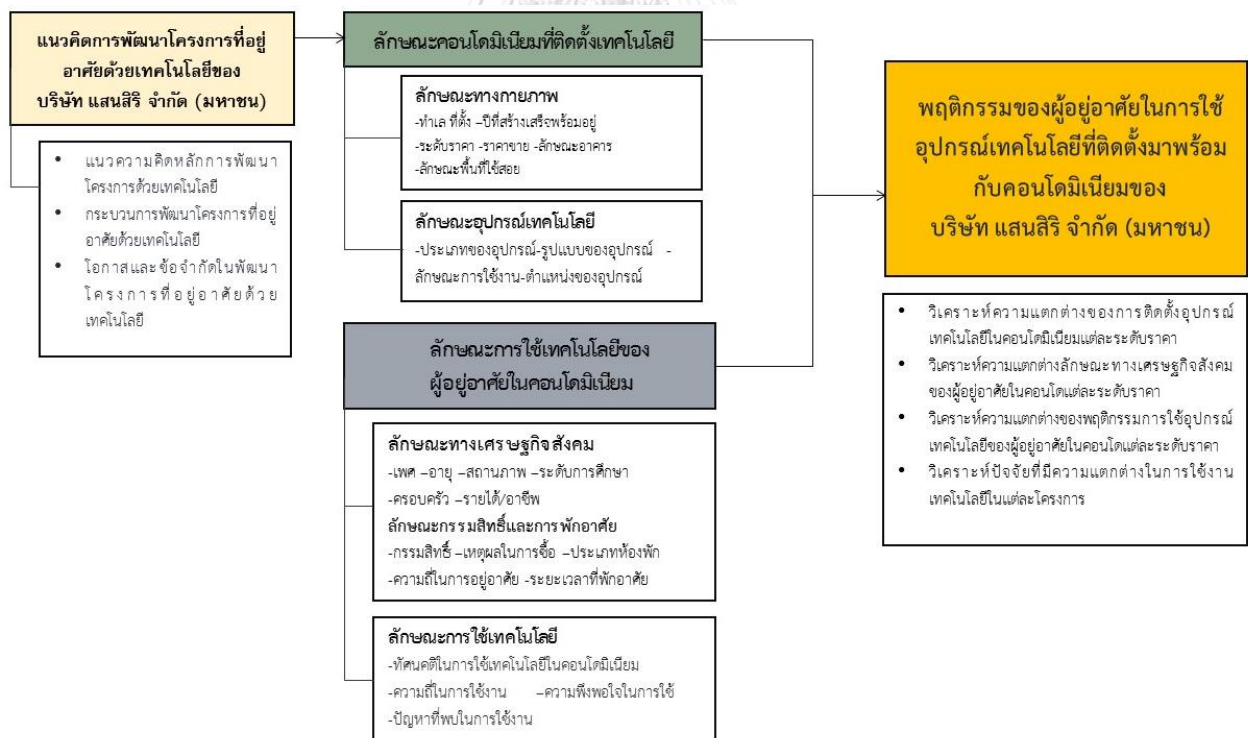 แนวคิดการพัฒนาโครงการที่อยู่
อาศัยด้วยเทคโนโลยีของ
บริษัท แสนสิริ จำกัด (มหาชน)
• แนวความคิดหลักการพัฒนา
โครงการด้วยเทคโนโลยี
• กระบวนการพัฒนาโครงการที่อยู่
อาศัยด้วยเทคโนโลยี
• โอกาสและข้อจำกัดในพัฒนา
โครงการที่อยู่อาศัยด้วย
เทคโนโลยี
ลักษณะคอนโดมิเนียมที่ติดตั้งเทคโนโลยี
ลักษณะทางกายภาพ
-ทำเล ที่ตั้ง –ปีที่สร้างเสร็จพร้อมอยู่
-ระดับราคา -ราคาขาย -ลักษณะอาคาร
-ลักษณะพื้นที่ใช้สอย
ลักษณะอุปกรณ์เทคโนโลยี
-ประเภทของอุปกรณ์-รูปแบบของอุปกรณ์ -
ลักษณะการใช้งาน-ตำแหน่งของอุปกรณ์
ลักษณะการใช้เทคโนโลยีของ
ผู้อยู่อาศัยในคอนโดมิเนียม
ลักษณะทางเศรษฐกิจสังคม
-เพศ –อายุ –สถานภาพ –ระดับการศึกษา
-ครอบครัว –รายได้/อาชีพ
ลักษณะกรรมสิทธิ์และการพักอาศัย
-กรรมสิทธิ์ –เหตุผลในการซื้อ –ประเภทห้องพัก
-ความถี่ในการอยู่อาศัย -ระยะเวลาที่พักอาศัย
ลักษณะการใช้เทคโนโลยี
-ทัศนคติในการใช้เทคโนโลยีในคอนโดมิเนียม
-ความถี่ในการใช้งาน –ความพึงพอใจในการใช้
-ปัญหาที่พบในการใช้งาน
พฤติกรรมของผู้อยู่อาศัยในการใช้
อุปกรณ์เทคโนโลยีที่ติดตั้งมาพร้อม
กับคอนโดมิเนียมของ
บริษัท แสนสิริ จำกัด (มหาชน)
• วิเคราะห์ความแตกต่างของการติดตั้งอุปกรณ์
เทคโนโลยีในคอนโดมิเนียมแต่ละระดับราคา
• วิเคราะห์ความแตกต่างลักษณะทางเศรษฐกิจสังคม
ของผู้อยู่อาศัยในคอนโดแต่ละระดับราคา
• วิเคราะห์ความแตกต่างของพฤติกรรมการใช้อุปกรณ์
เทคโนโลยีของผู้อยู่อาศัยในคอนโดแต่ละระดับราคา
• วิเคราะห์ปัจจัยที่มีความแตกต่างในการใช้งาน
เทคโนโลยีในแต่ละโครงการ